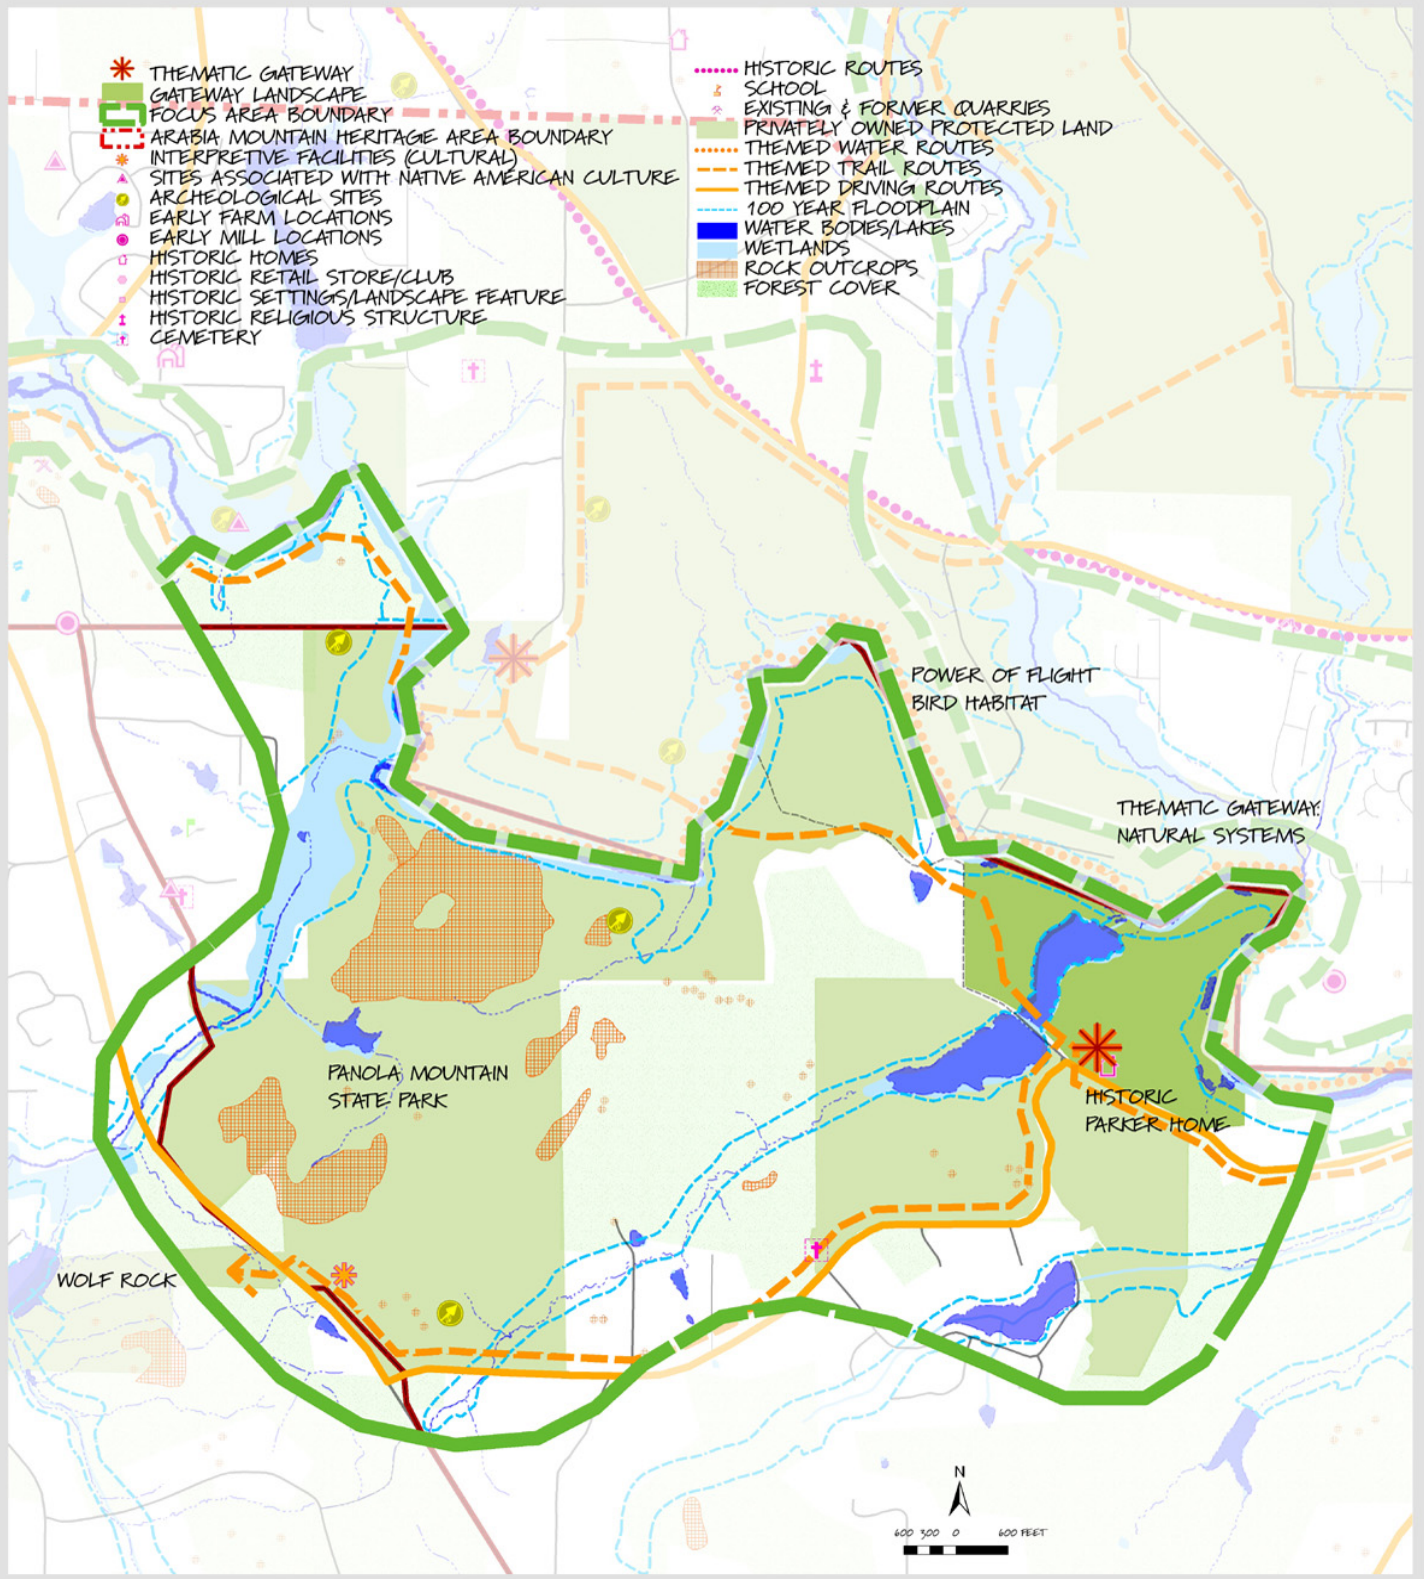 THEMATIC GATEWAY
GATEWAY LANDSCAPE
FOCUS AREA BOUNDARY
ARABIA MOUNTAIN HERITAGE AREA BOUNDARY
INTERPRETIVE FACILITIES (CULTURAL)
SITES ASSOCIATED WITH NATIVE AMERICAN CULTURE
ARCHEOLOGICAL SITES
EARLY FARM LOCATIONS
EARLY MILL LOCATIONS
HISTORIC HOMES
HISTORIC RETAIL STORE/CLUB
HISTORIC SETTINGS/LANDSCAPE FEATURE
HISTORIC RELIGIOUS STRUCTURE
CEMETERY
HISTORIC ROUTES
SCHOOL
EXISTING & FORMER QUARRIES
PRIVATELY OWNED PROTECTED LAND
THEMED WATER ROUTES
THEMED TRAIL ROUTES
THEMED DRIVING ROUTES
100 YEAR FLOODPLAIN
WATER BODIES/LAKES
WETLANDS
ROCK OUTCROPS
FOREST COVER
POWER OF FLIGHT
BIRD HABITAT
THEMATIC GATEWAY:
NATURAL SYSTEMS
PANOLA MOUNTAIN
STATE PARK
HISTORIC
PARKER HOME
WOLF ROCK
N
600 300 0 600 FEET